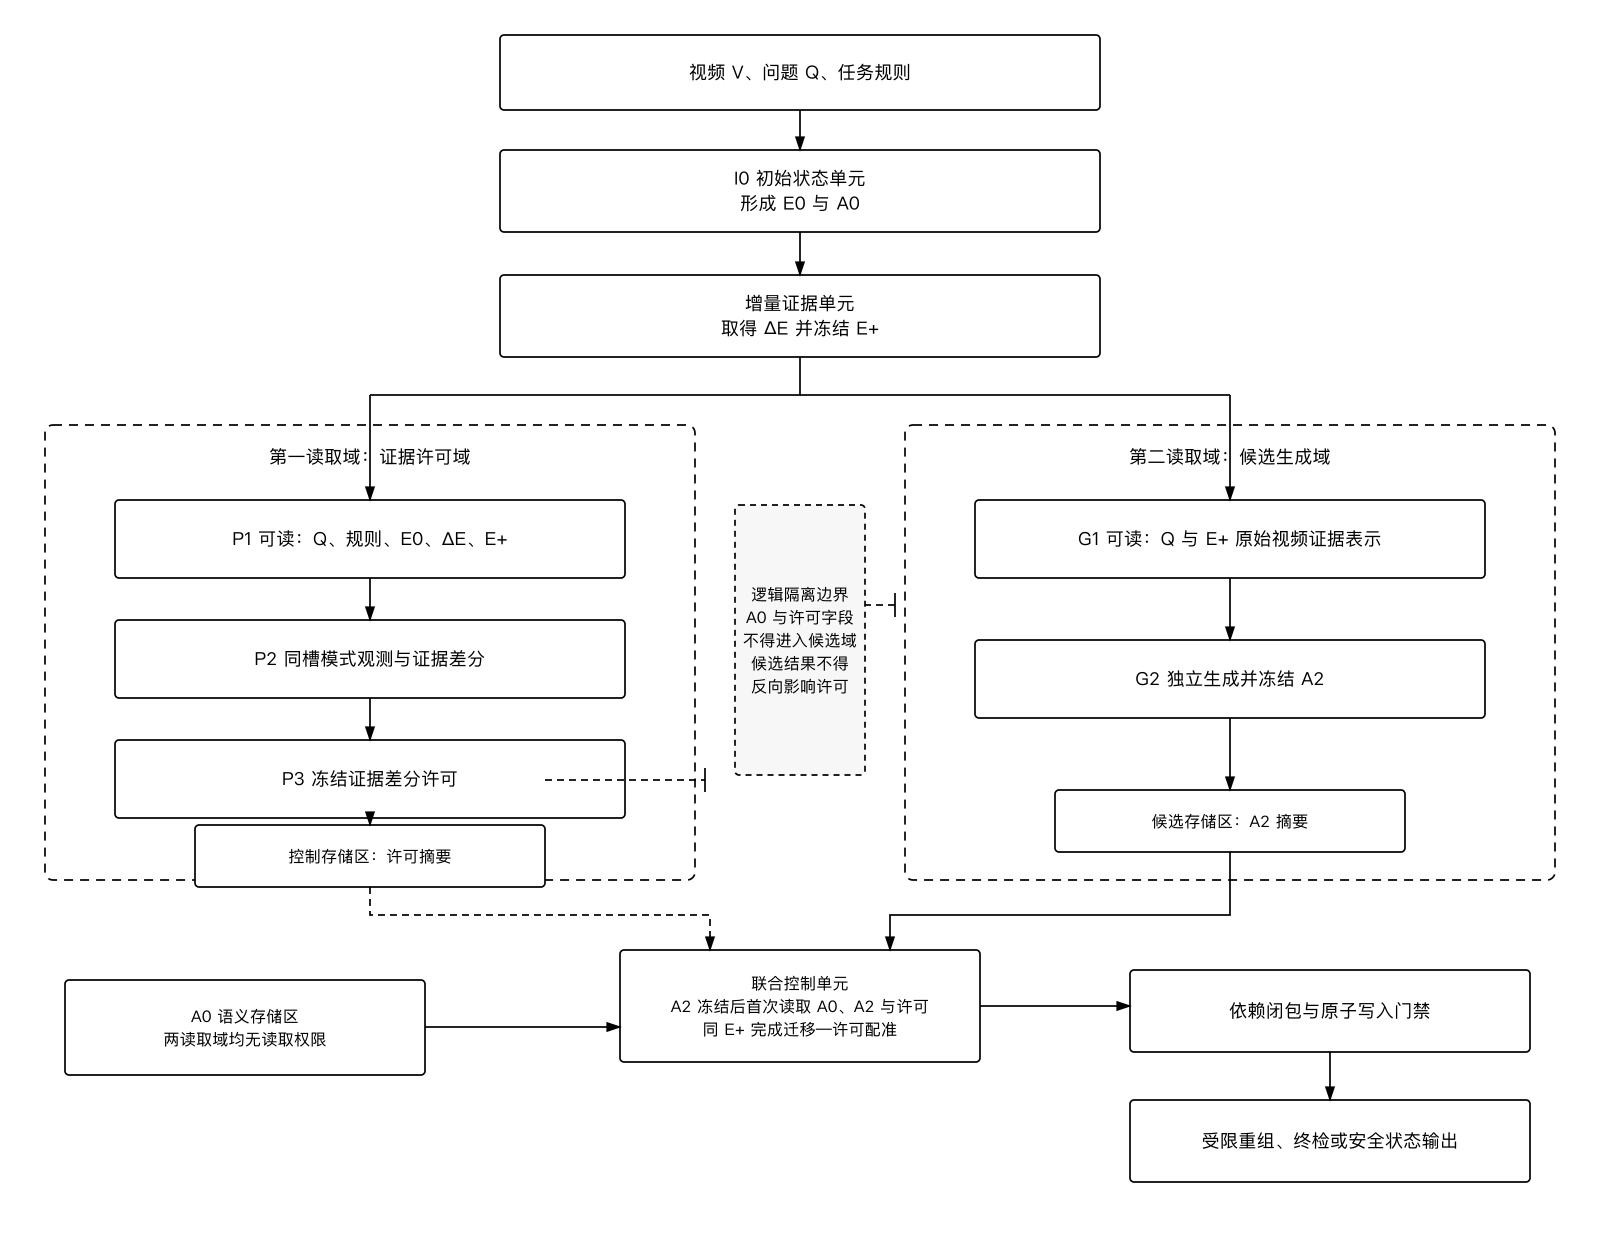 视频 V、问题 Q、任务规则
I0 初始状态单元
形成 E0 与 A0
增量证据单元
取得 ΔE 并冻结 E+
第一读取域：证据许可域
P1 可读：Q、规则、E0、ΔE、E+
P2 同槽模式观测与证据差分
P3 冻结证据差分许可
控制存储区：许可摘要
逻辑隔离边界
A0 与许可字段
不得进入候选域
候选结果不得
反向影响许可
第二读取域：候选生成域
G1 可读：Q 与 E+ 原始视频证据表示
G2 独立生成并冻结 A2
候选存储区：A2 摘要
A0 语义存储区
两读取域均无读取权限
联合控制单元
A2 冻结后首次读取 A0、A2 与许可
同 E+ 完成迁移—许可配准
依赖闭包与原子写入门禁
受限重组、终检或安全状态输出